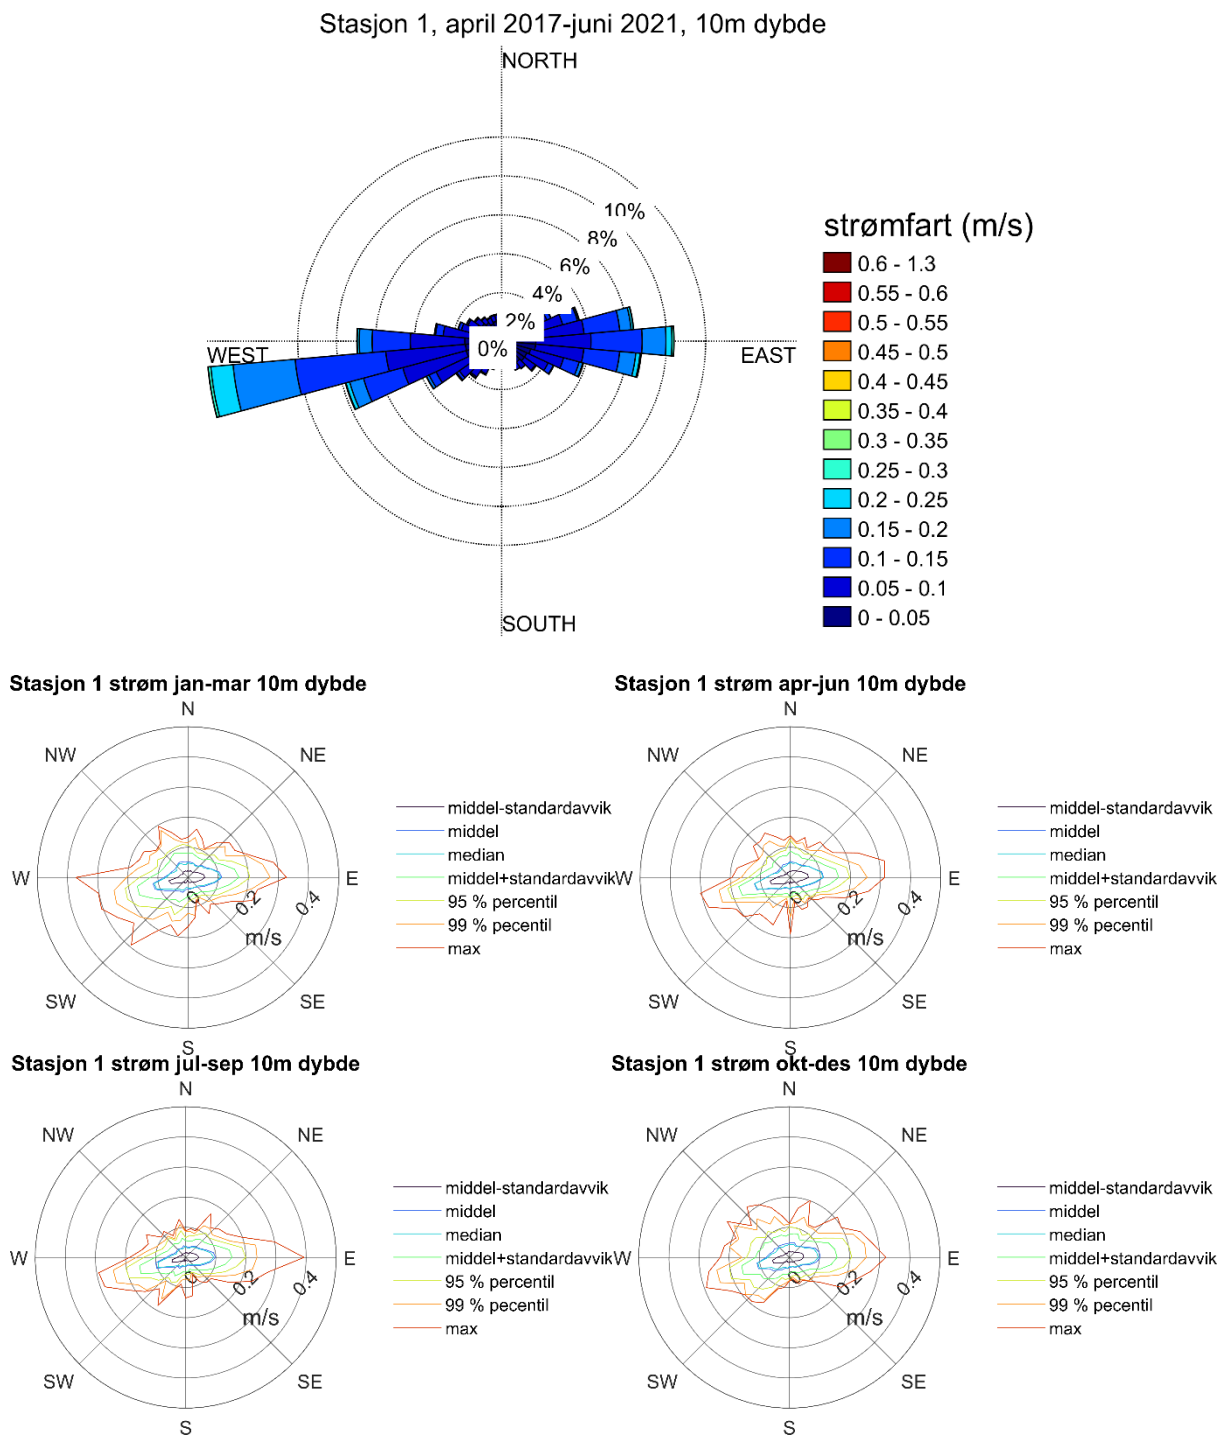 Stasjon 1, april 2017-juni 2021, 10m dybde
NORTH
10%
8%
6%
4%
2%
0%
WEST
EAST
SOUTH
strømfart (m/s)
0.6 - 1.3
0.55 - 0.6
0.5 - 0.55
0.45 - 0.5
0.4 - 0.45
0.35 - 0.4
0.3 - 0.35
0.25 - 0.3
0.2 - 0.25
0.15 - 0.2
0.1 - 0.15
0.05 - 0.1
0 - 0.05
Stasjon 1 strøm jan-mar 10m dybde
N
NW
NE
W
E
0
0.2
0.4
m/s
SW
SE
S
middel-standardavvik
middel
median
middel+standardavvik
95 % percentil
99 % pecentil
max
Stasjon 1 strøm apr-jun 10m dybde
N
NW
NE
W
E
0
0.2
0.4
m/s
SW
SE
S
middel-standardavvik
middel
median
middel+standardavvik
95 % percentil
99 % pecentil
max
Stasjon 1 strøm jul-sep 10m dybde
N
NW
NE
W
E
0
0.2
0.4
m/s
SW
SE
S
middel-standardavvik
middel
median
middel+standardavvik
95 % percentil
99 % pecentil
max
Stasjon 1 strøm okt-des 10m dybde
N
NW
NE
W
E
0
0.2
0.4
m/s
SW
SE
S
middel-standardavvik
middel
median
middel+standardavvik
95 % percentil
99 % pecentil
max